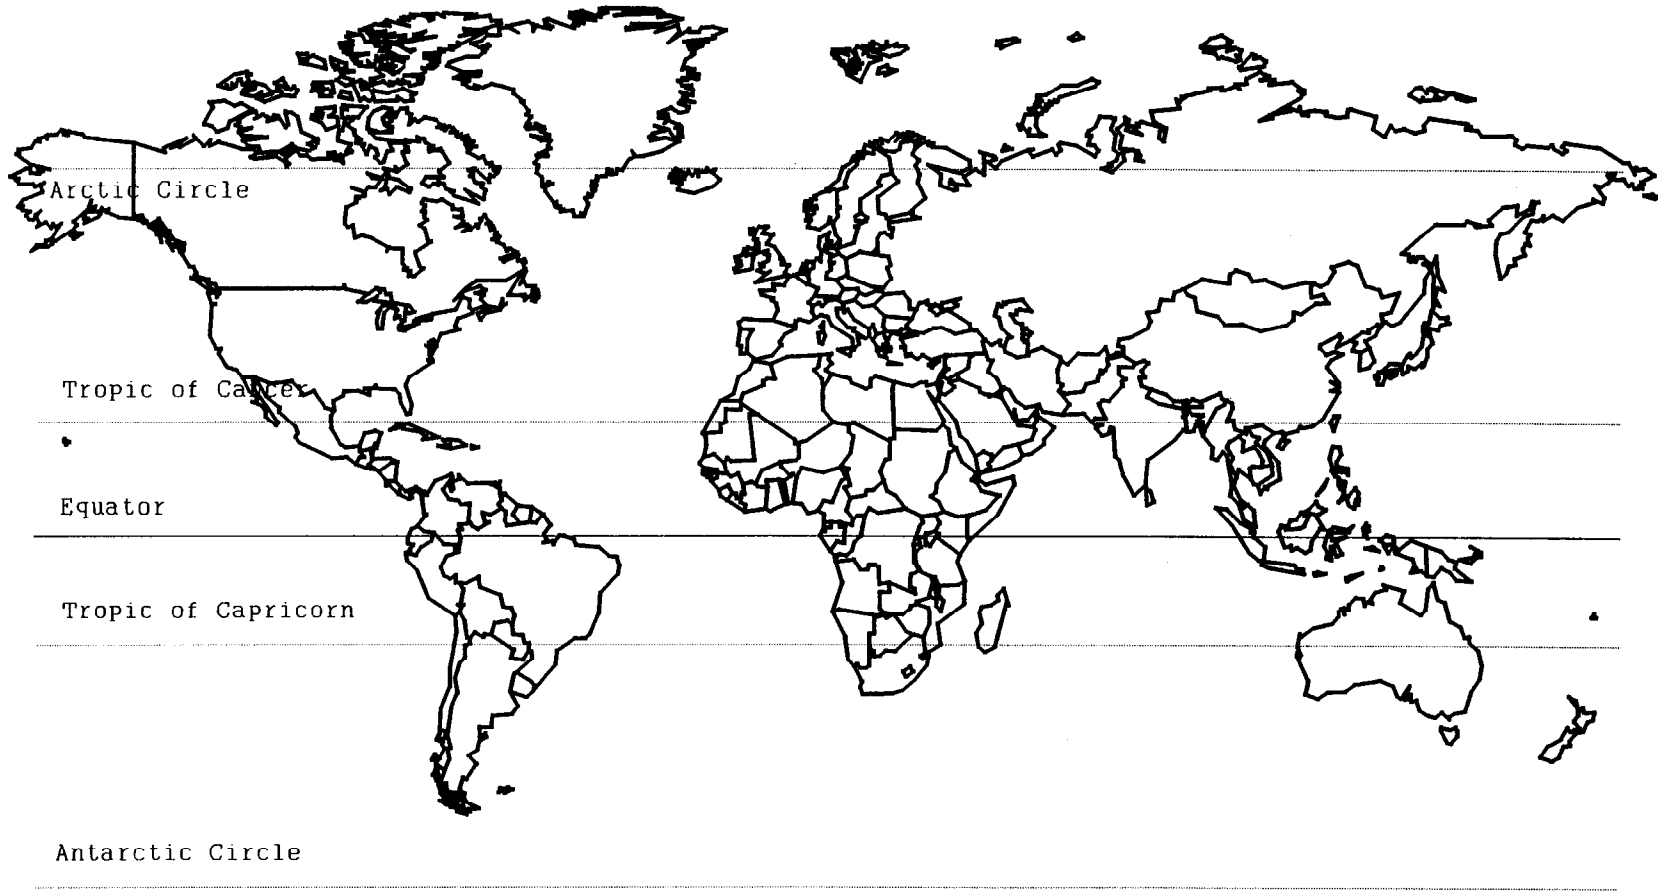 Arctic Circle
Tropic of Cancer
Equator
Tropic of Capricorn
Antarctic Circle